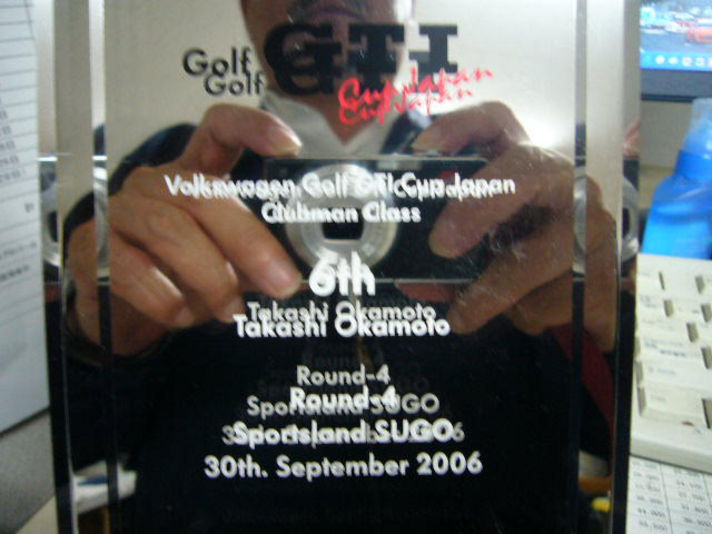 Golf GTI
Cup Japan
Volkswagen Golf GTI Cup Japan
Clubman Class
6th
Takashi Okamoto
Round-4
Sportsland SUGO
30th. September 2006